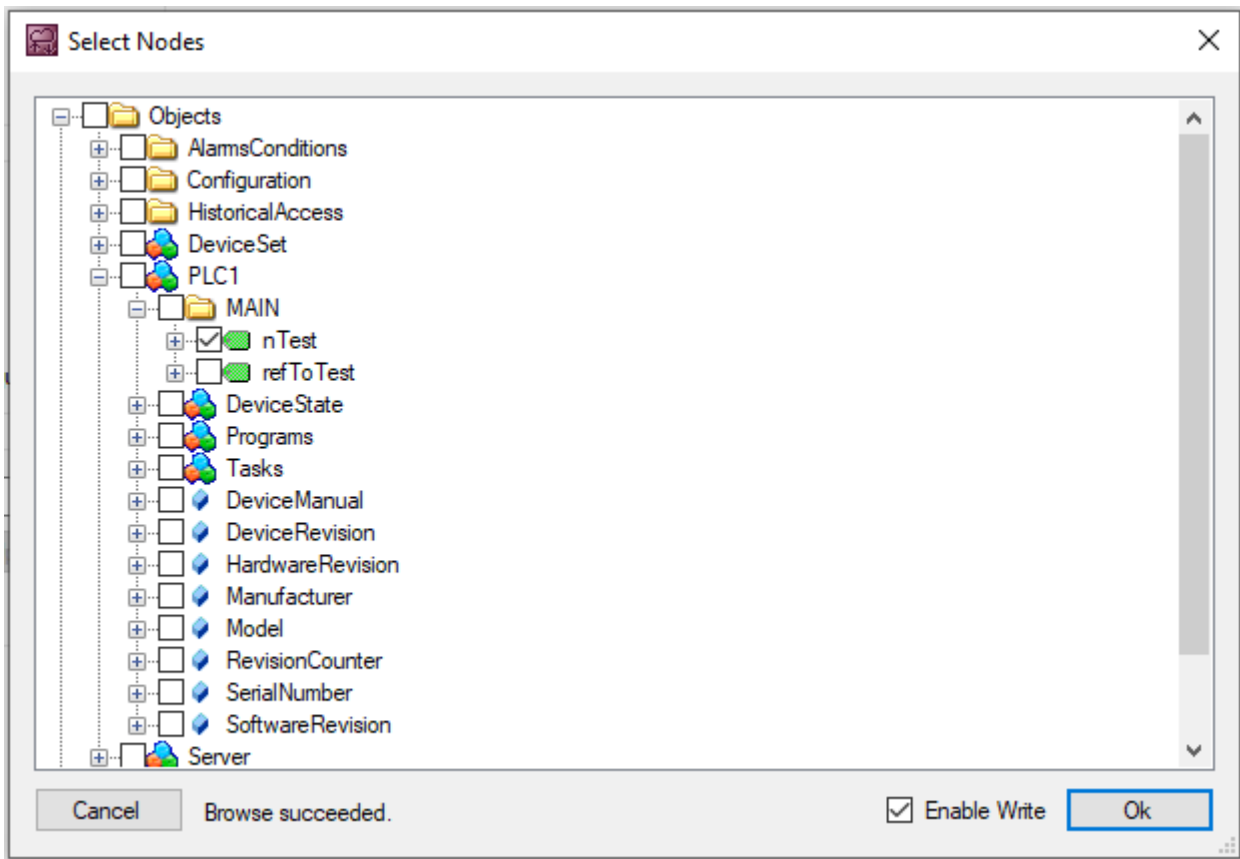 Select Nodes
Objects
AlarmsConditions
Configuration
HistoricalAccess
DeviceSet
PLC1
MAIN
nTest
refToTest
DeviceState
Programs
Tasks
DeviceManual
DeviceRevision
HardwareRevision
Manufacturer
Model
RevisionCounter
SerialNumber
SoftwareRevision
Server
Cancel Browse succeeded. Enable Write Ok